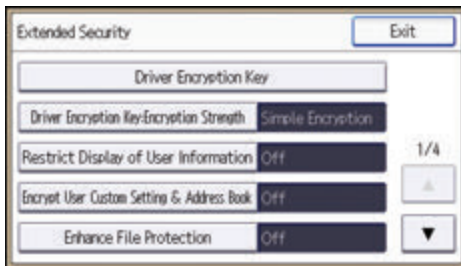 Extended Security
Exit
Driver Encryption Key
Driver Encryption Key:Encryption Strength
Simple Encryption
Restrict Display of User Information
Off
1/4
Encrypt User Custom Setting & Address Book
Off
Enhance File Protection
Off